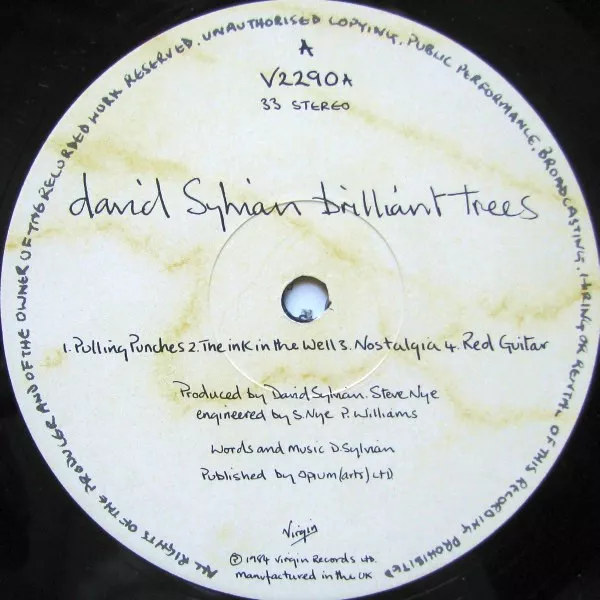 A
V2290A
33 STEREO
david Sylvian brilliant trees
1. Pulling Punches 2. The ink in the Well 3. Nostalgia 4. Red Guitar
Produced by David Sylvian. Steve Nye
engineered by S. Nye P. Williams
Words and Music D. Sylvian
Published by Opium (arts) LTD
Virgin
℗ 1984 Virgin Records Ltd.
manufactured in the UK
ALL RIGHTS OF THE PRODUCER AND OF THE OWNER OF THE RECORDED WORK RESERVED. UNAUTHORISED COPYING, PUBLIC PERFORMANCE, BROADCASTING, HIRING OR RENTAL OF THIS RECORDING PROHIBITED